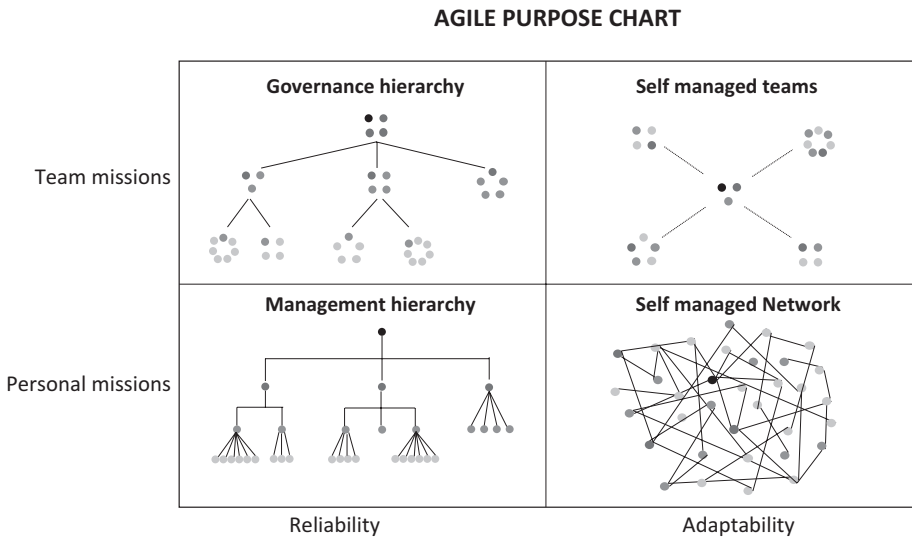 AGILE PURPOSE CHART
Governance hierarchy
Self managed teams
Team missions
Management hierarchy
Self managed Network
Personal missions
Reliability
Adaptability